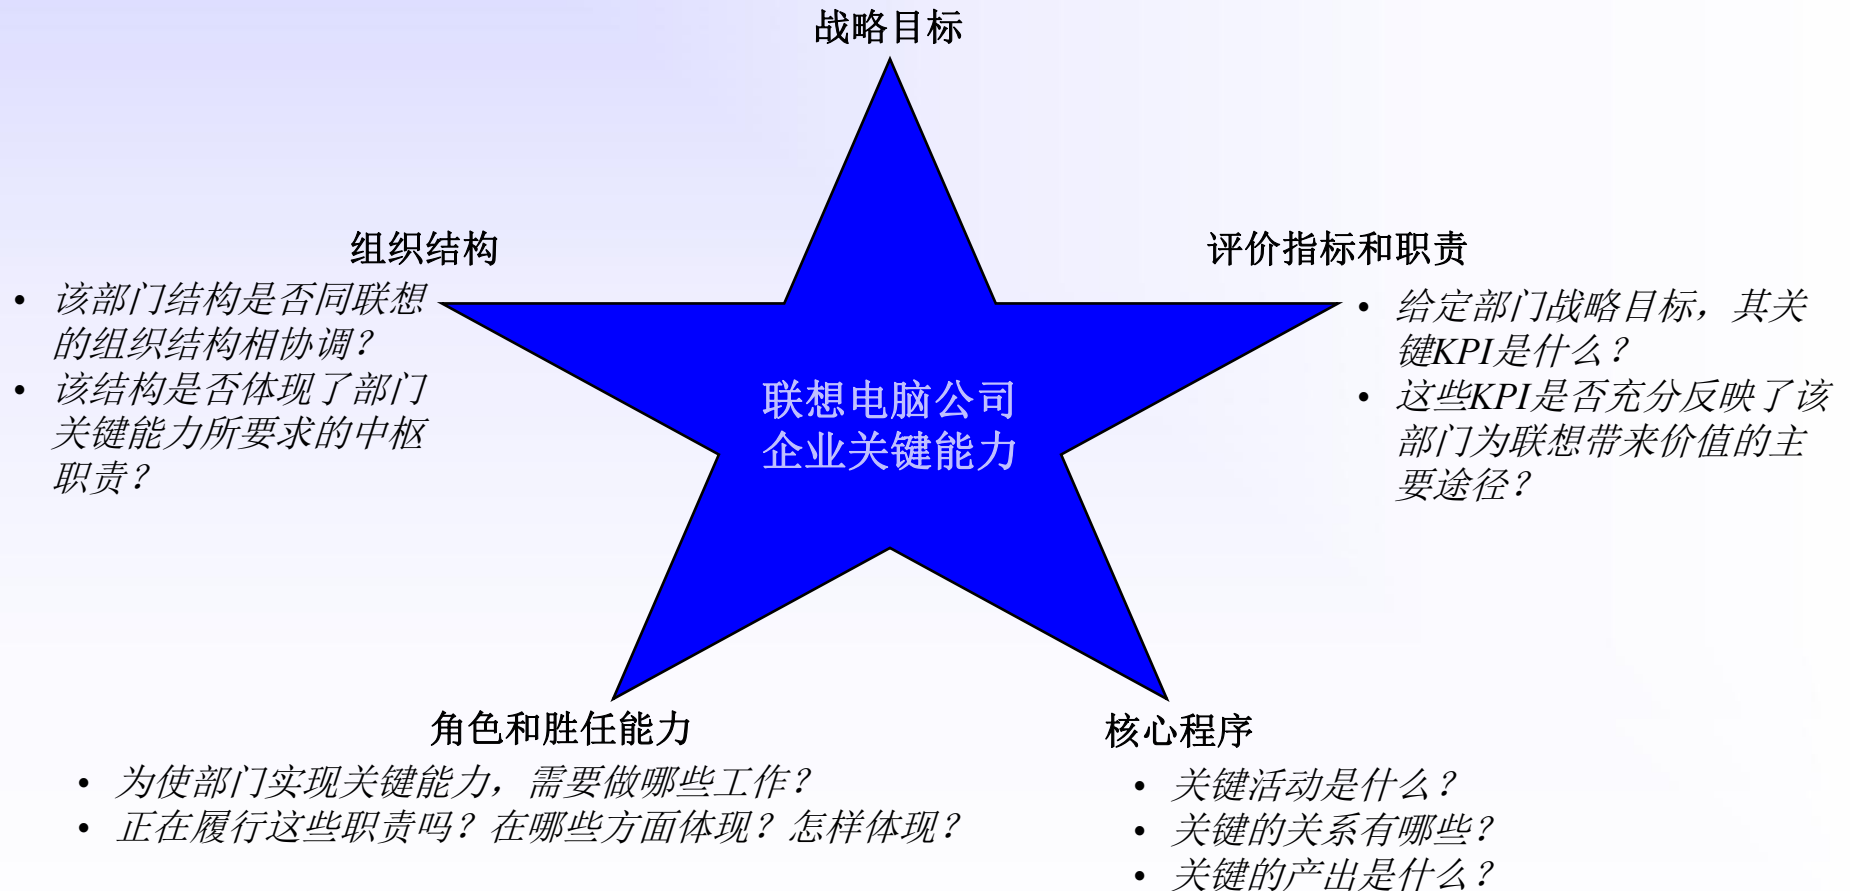 战略目标
组织结构
• 该部门结构是否同联想
的组织结构相协调？
• 该结构是否体现了部门
关键能力所要求的中枢
职责？
评价指标和职责
• 给定部门战略目标，其关
键KPI是什么？
• 这些KPI是否充分反映了该
部门为联想带来价值的主
要途径？
联想电脑公司
企业关键能力
角色和胜任能力
• 为使部门实现关键能力，需要做哪些工作？
• 正在履行这些职责吗？在哪些方面体现？怎样体现？
核心程序
• 关键活动是什么？
• 关键的关系有哪些？
• 关键的产出是什么？